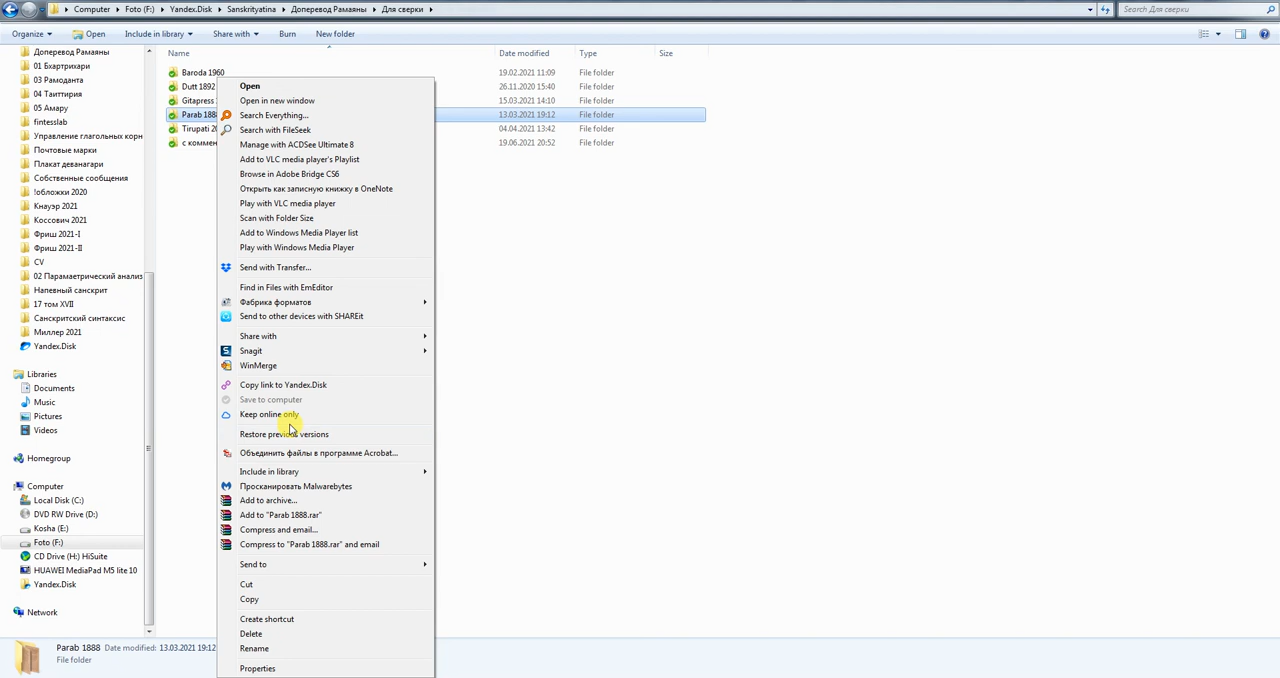 Computer ▸ Foto (F:) ▸ Yandex.Disk ▸ Sanskrityatina ▸ Доперевод Рамаяны ▸ Для сверки ▸
Search Для сверки
Organize Open Include in library Share with Burn New folder
Name Date modified Type Size
Доперевод Рамаяны
01 Бхартрихари
03 Рамоданта
04 Таиттирия
05 Амару
fintesslab
Управление глагольных корн
Почтовые марки
Плакат деванагари
Собственные сообщения
!обложки 2020
Кнауэр 2021
Коссович 2021
Фриш 2021-I
Фриш 2021-II
CV
02 Параметрический анализ
Напевный санскрит
17 том XVII
Санскритский синтаксис
Миллер 2021
Yandex.Disk
Libraries
Documents
Music
Pictures
Videos
Homegroup
Computer
Local Disk (C:)
DVD RW Drive (D:)
Kosha (E:)
Foto (F:)
CD Drive (H:) HiSuite
HUAWEI MediaPad M5 lite 10
Yandex.Disk
Network
Baroda 1960 19.02.2021 11:09 File folder
Dutt 1892 26.11.2020 15:40 File folder
Gitapress 15.03.2021 14:10 File folder
Parab 1888 13.03.2021 19:12 File folder
Tirupati 20 04.04.2021 13:42 File folder
с коммен 19.06.2021 20:52 File folder
Open
Open in new window
Search Everything...
Search with FileSeek
Manage with ACDSee Ultimate 8
Add to VLC media player's Playlist
Browse in Adobe Bridge CS6
Открыть как записную книжку в OneNote
Play with VLC media player
Scan with Folder Size
Add to Windows Media Player list
Play with Windows Media Player
Send with Transfer...
Find in Files with EmEditor
Фабрика форматов
Send to other devices with SHAREit
Share with
Snagit
WinMerge
Copy link to Yandex.Disk
Save to computer
Keep online only
Restore previous versions
Объединить файлы в программе Acrobat...
Include in library
Просканировать Malwarebytes
Add to archive...
Add to "Parab 1888.rar"
Compress and email...
Compress to "Parab 1888.rar" and email
Send to
Cut
Copy
Create shortcut
Delete
Rename
Properties
Parab 1888 Date modified: 13.03.2021 19:12
File folder